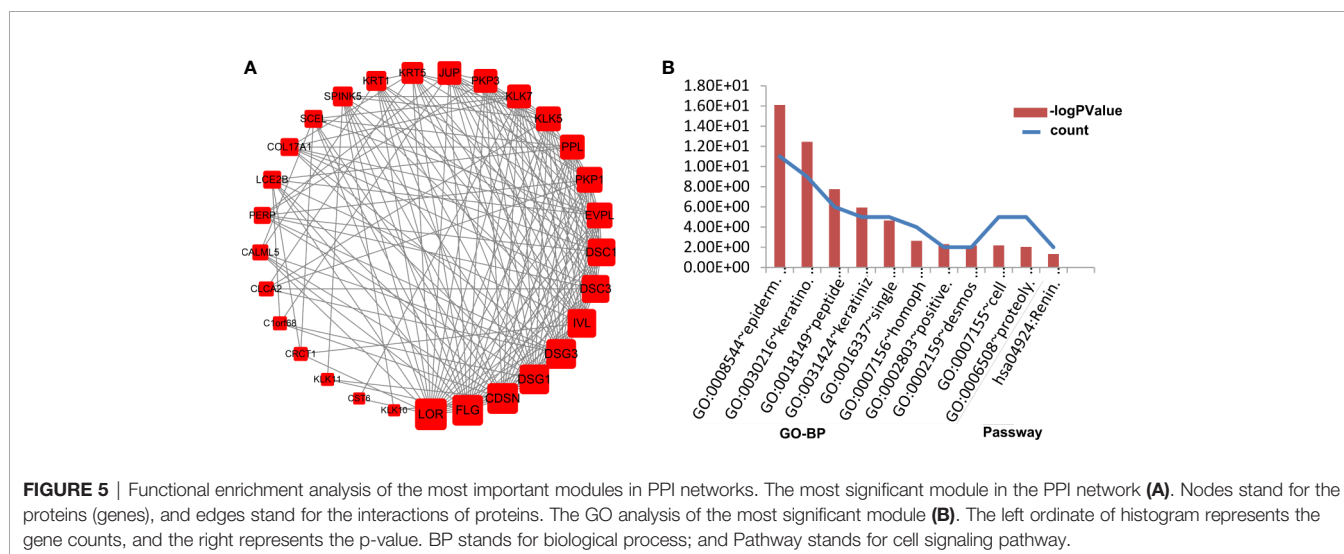 A
KRT5
JUP
KRT1
PKP3
SPINK5
KLK7
SCEL
KLK5
COL17A1
PPL
LCE2B
PKP1
PERP
EVPL
CALML5
DSC1
CLCA2
DSC3
C1orf68
IVL
CRCT1
DSG3
KLK11
DSG1
CST6
CDSN
KLK10
FLG
LOR
B
1.80E+01
1.60E+01
1.40E+01
1.20E+01
1.00E+01
8.00E+00
6.00E+00
4.00E+00
2.00E+00
0.00E+00
-logPValue
count
GO:0008544~epiderm...
GO:0030216~keratino...
GO:0018149~peptide...
GO:0031424~keratiniz...
GO:0016337~single...
GO:0007156~homoph...
GO:0002803~positive...
GO:0002159~desmos...
GO:0007155~cell...
GO:0006508~proteoly...
hsa04924:Renin...
GO-BP
Passway
FIGURE 5 | Functional enrichment analysis of the most important modules in PPI networks. The most significant module in the PPI network (A). Nodes stand for the
proteins (genes), and edges stand for the interactions of proteins. The GO analysis of the most significant module (B). The left ordinate of histogram represents the
gene counts, and the right represents the p-value. BP stands for biological process; and Pathway stands for cell signaling pathway.